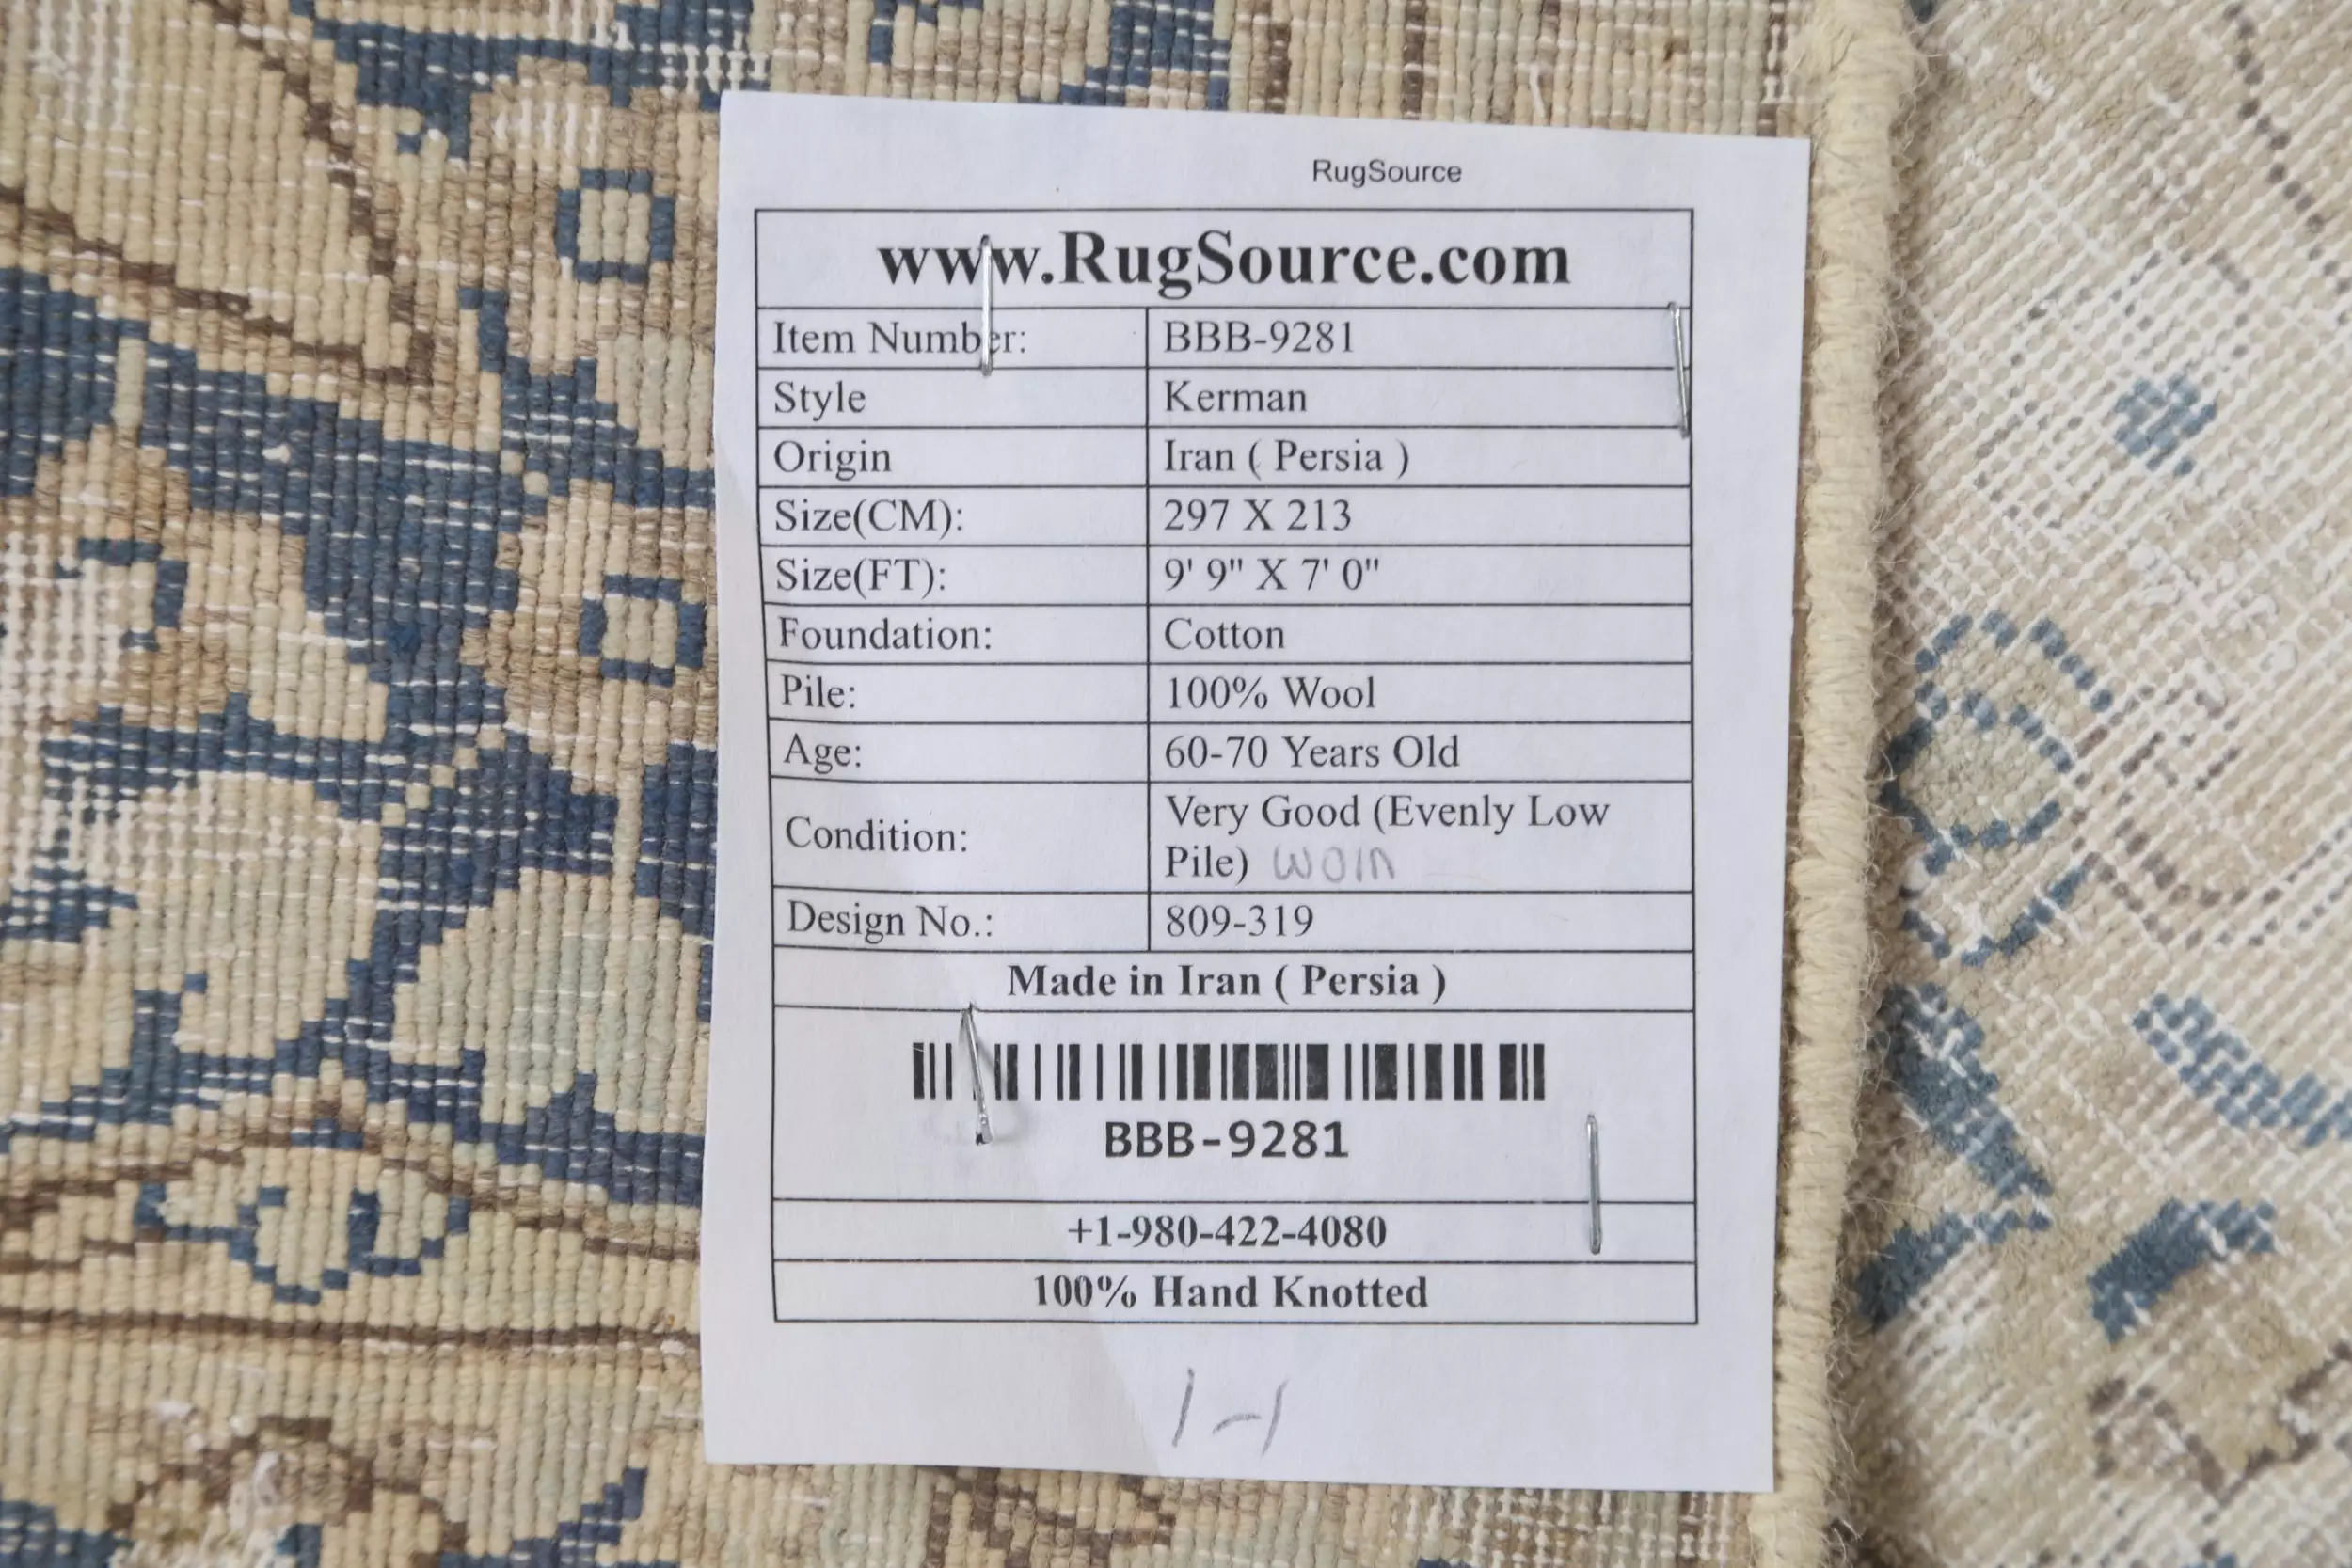 RugSource
www.RugSource.com
Item Number: BBB-9281
Style Kerman
Origin Iran ( Persia )
Size(CM): 297 X 213
Size(FT): 9' 9" X 7' 0"
Foundation: Cotton
Pile: 100% Wool
Age: 60-70 Years Old
Condition: Very Good (Evenly Low
Pile) worn
Design No.: 809-319
Made in Iran ( Persia )
BBB-9281
+1-980-422-4080
100% Hand Knotted
1-1